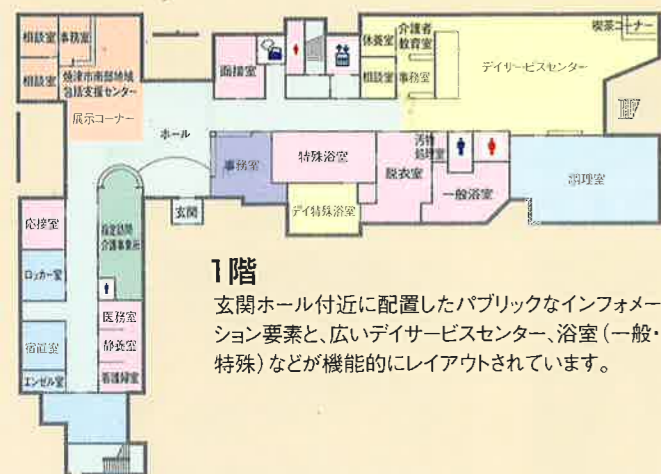 相談室 事務室
相談室 焼津市南部地域
包括支援センター
展示コーナー
ホール
玄関
面接室
休養室 介護者
教育室
相談室 事務室
喫茶コーナー
デイサービスセンター
事務室
特殊浴室
デイ特殊浴室
脱衣室
汚物
処理室
一般浴室
調理室
応接室
ロッカー室
宿直室
エンゼル室
指定訪問
介護事業所
医務室
静養室
看護婦室
1階
玄関ホール付近に配置したパブリックなインフォメー
ション要素と、広いデイサービスセンター、浴室(一般・
特殊)などが機能的にレイアウトされています。